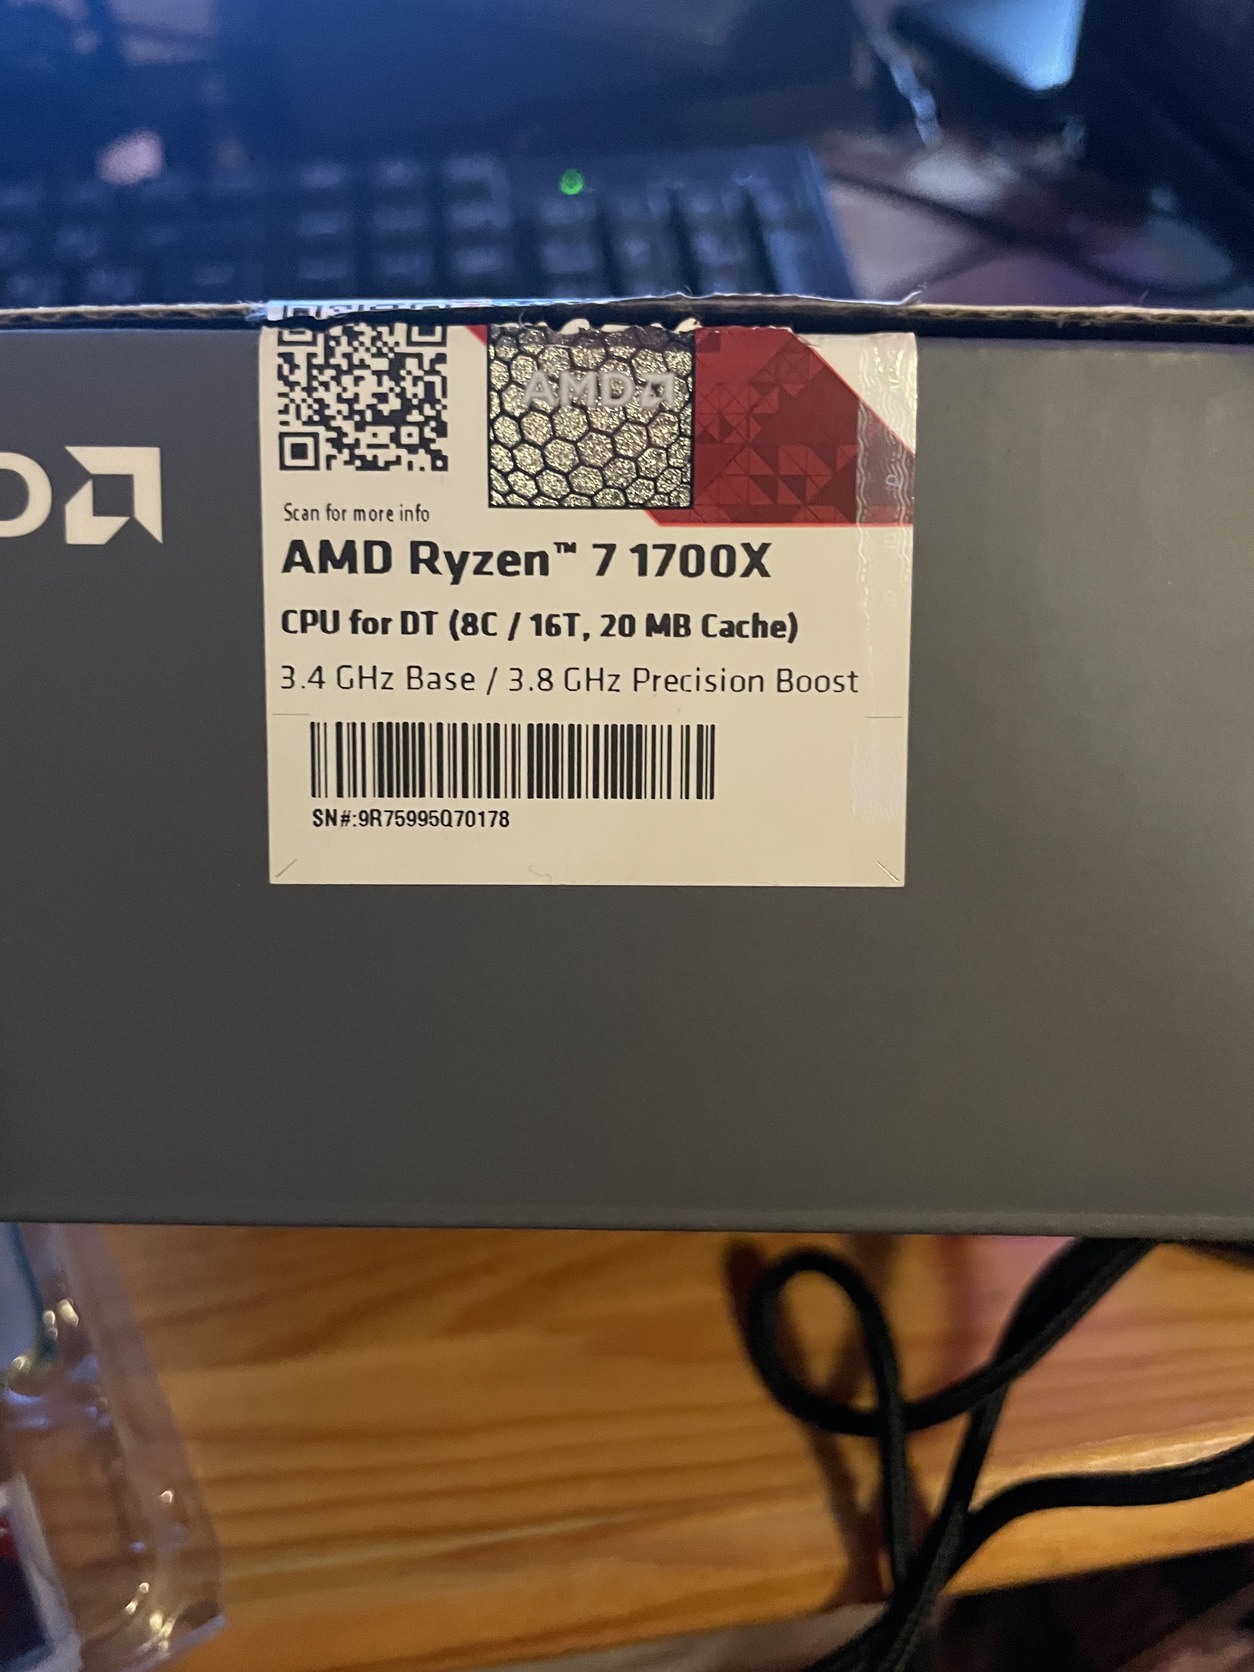 AMD
D
Scan for more info
AMD Ryzen™ 7 1700X
CPU for DT (8C / 16T, 20 MB Cache)
3.4 GHz Base / 3.8 GHz Precision Boost
SN#:9R75995Q70178